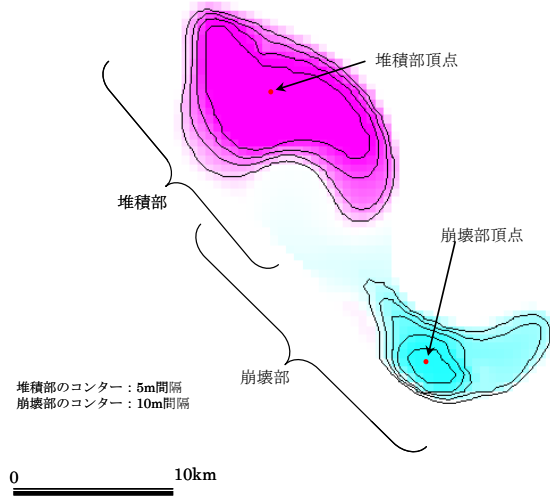 堆積部頂点
堆積部
崩壊部頂点
崩壊部
堆積部のコンター：5m間隔
崩壊部のコンター：10m間隔
0 10km